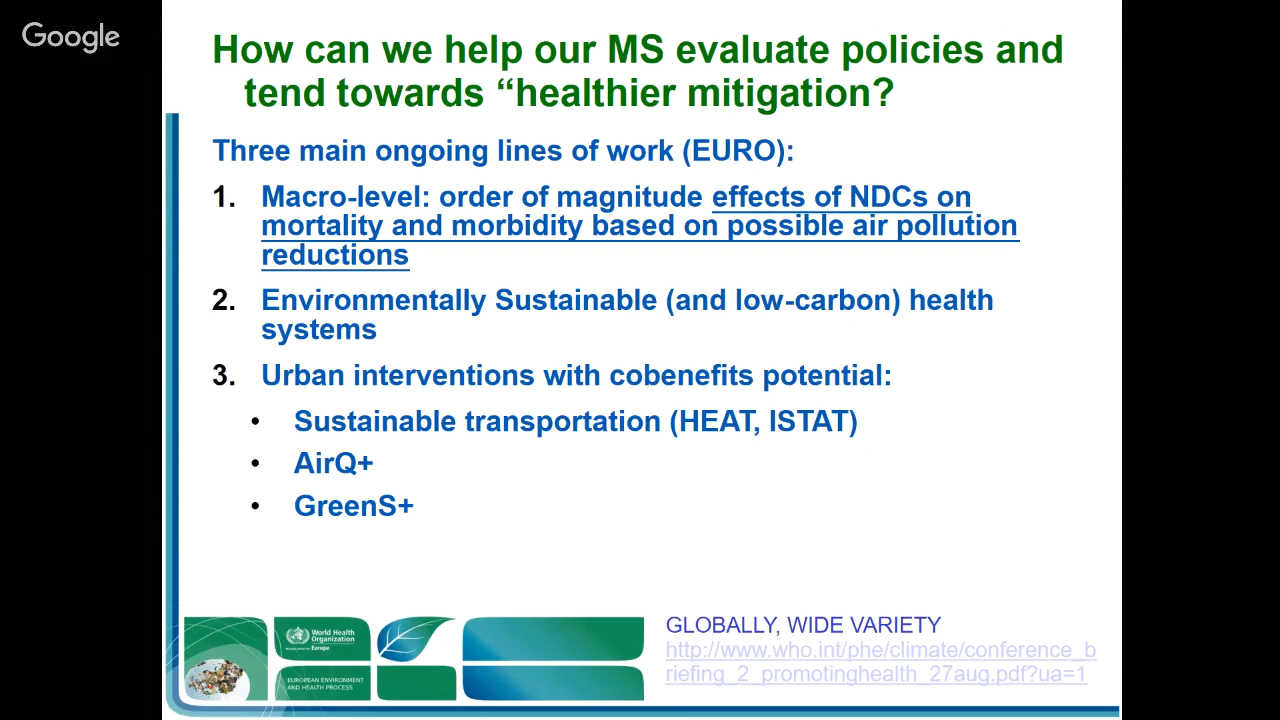 Google
How can we help our MS evaluate policies and
tend towards “healthier mitigation?
Three main ongoing lines of work (EURO):
1. Macro-level: order of magnitude effects of NDCs on
mortality and morbidity based on possible air pollution
reductions
2. Environmentally Sustainable (and low-carbon) health
systems
3. Urban interventions with cobenefits potential:
• Sustainable transportation (HEAT, ISTAT)
• AirQ+
• GreenS+
World Health
Organization
Europe
EUROPEAN ENVIRONMENT
AND HEALTH PROCESS
GLOBALLY, WIDE VARIETY
http://www.who.int/phe/climate/conference_b
riefing_2_promotinghealth_27aug.pdf?ua=1